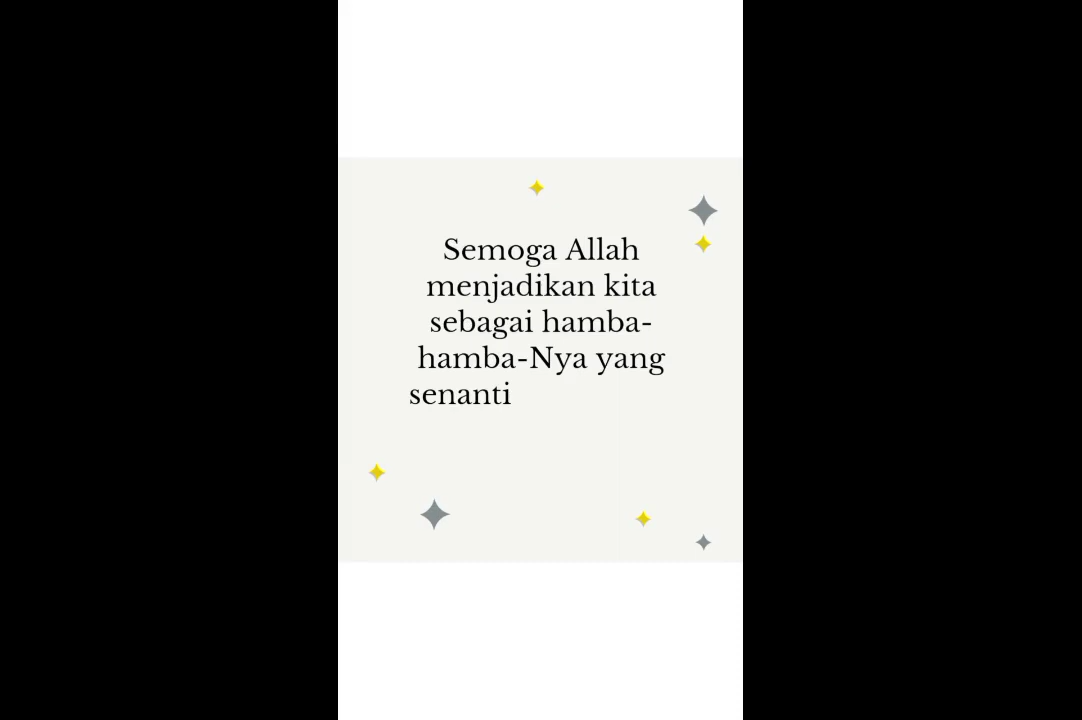 Semoga Allah
menjadikan kita
sebagai hamba-
hamba-Nya yang
senanti